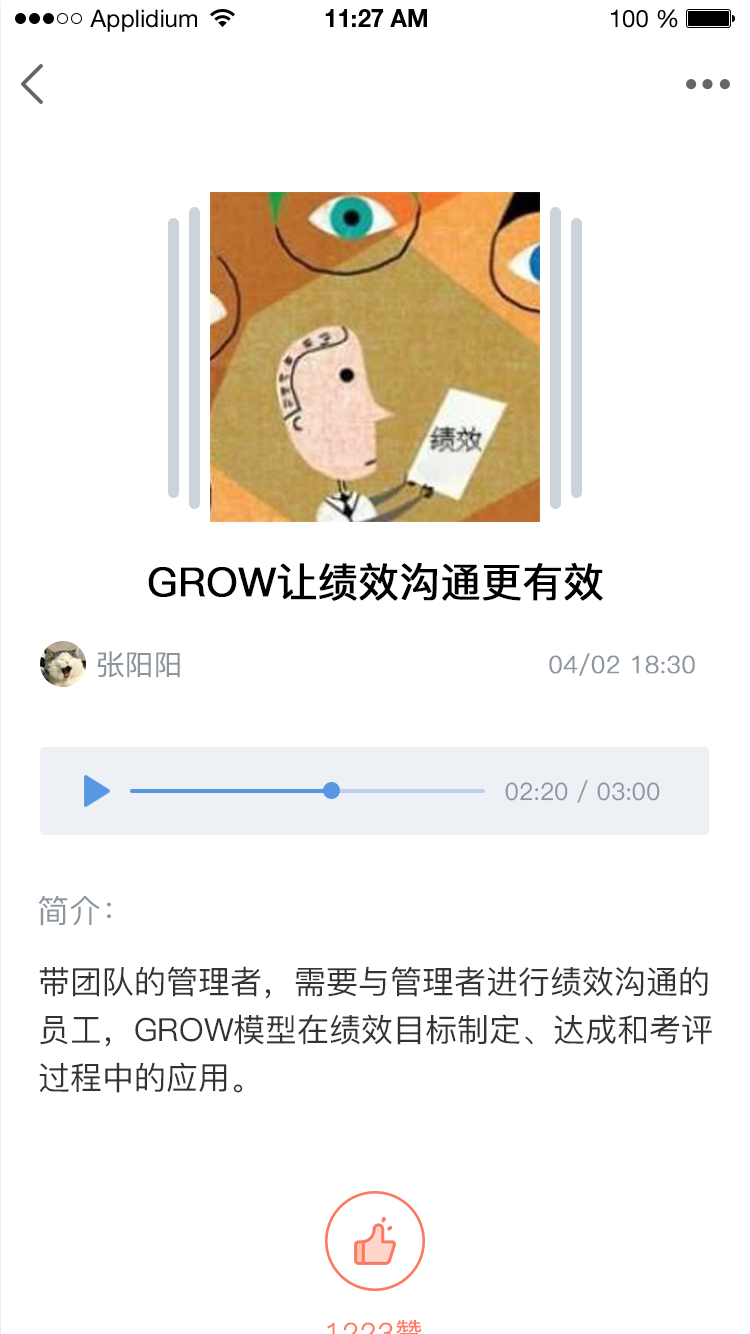 Applidium 11:27 AM 100 %
绩效
GROW让绩效沟通更有效
张阳阳 04/02 18:30
02:20 / 03:00
简介：
带团队的管理者，需要与管理者进行绩效沟通的
员工，GROW模型在绩效目标制定、达成和考评
过程中的应用。
1223赞